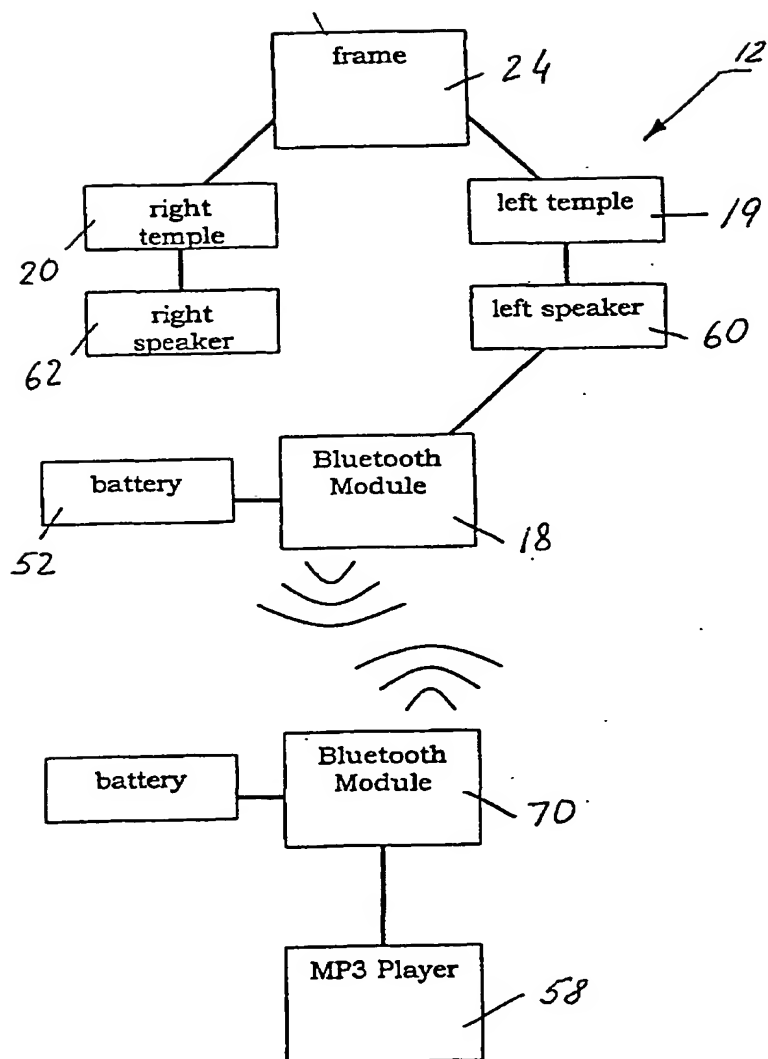 frame
24
12
right
temple
20
left temple
19
right
speaker
62
left speaker
60
battery
52
Bluetooth
Module
18
battery
Bluetooth
Module
70
MP3 Player
58